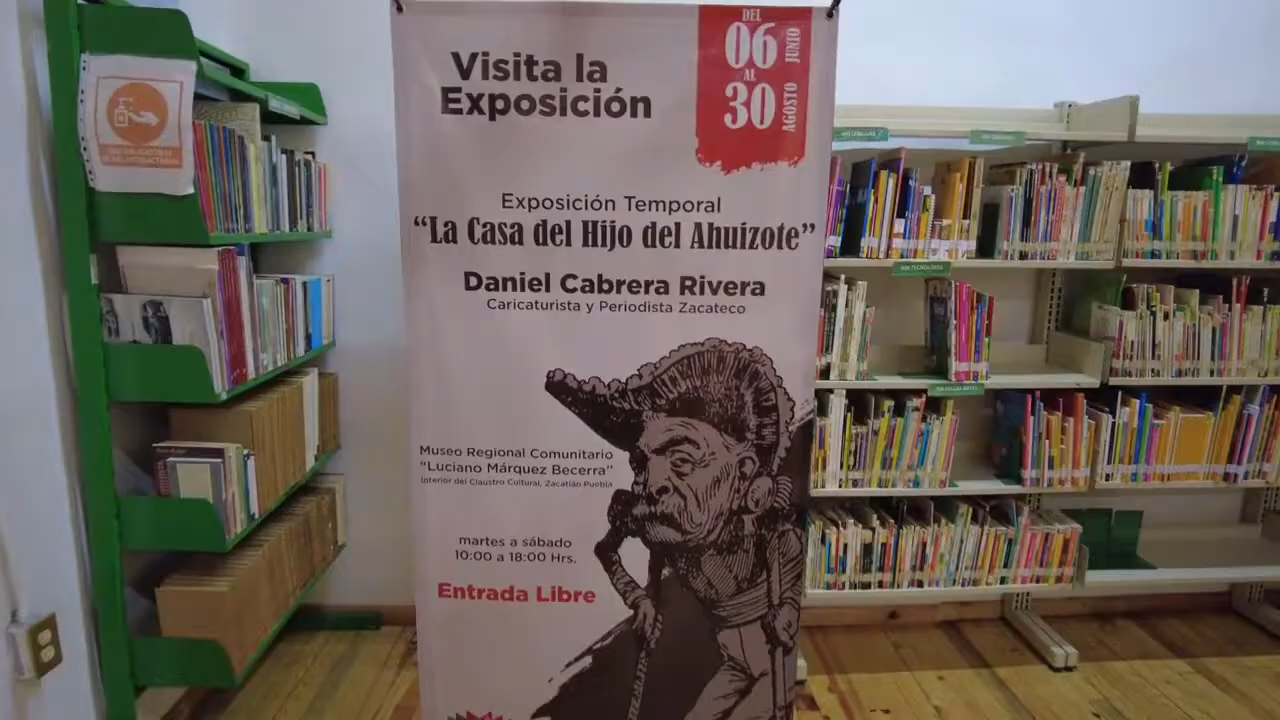 Visita la
Exposición
DEL
06 JUNIO
AL
30 AGOSTO
Exposición Temporal
“La Casa del Hijo del Ahuizote”
Daniel Cabrera Rivera
Caricaturista y Periodista Zacateco
Museo Regional Comunitario
"Luciano Márquez Becerra"
Interior del Claustro Cultural, Zacatlán Puebla
martes a sábado
10:00 a 18:00 Hrs.
Entrada Libre